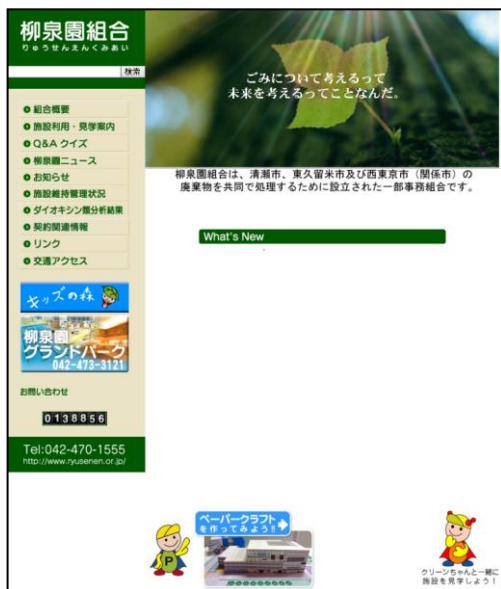 柳泉園組合
りゅうせんえんくみあい
検索
組合概要
施設利用・見学案内
Q&A クイズ
柳泉園ニュース
お知らせ
施設維持管理状況
ダイオキシン類分析結果
契約関連情報
リンク
交通アクセス
キッズの森
柳泉園
グランドパーク
042-473-3121
お問い合わせ
0138856
Tel:042-470-1555
http://www.ryusenen.or.jp/
ごみについて考えるって
未来を考えるってことなんだ。
柳泉園組合は、清瀬市、東久留米市及び西東京市（関係市）の
廃棄物を共同で処理するために設立された一部事務組合です。
What's New
ペーパークラフト
を作ってみよう!!
P
クリーンちゃんと一緒に
施設を見学しよう！